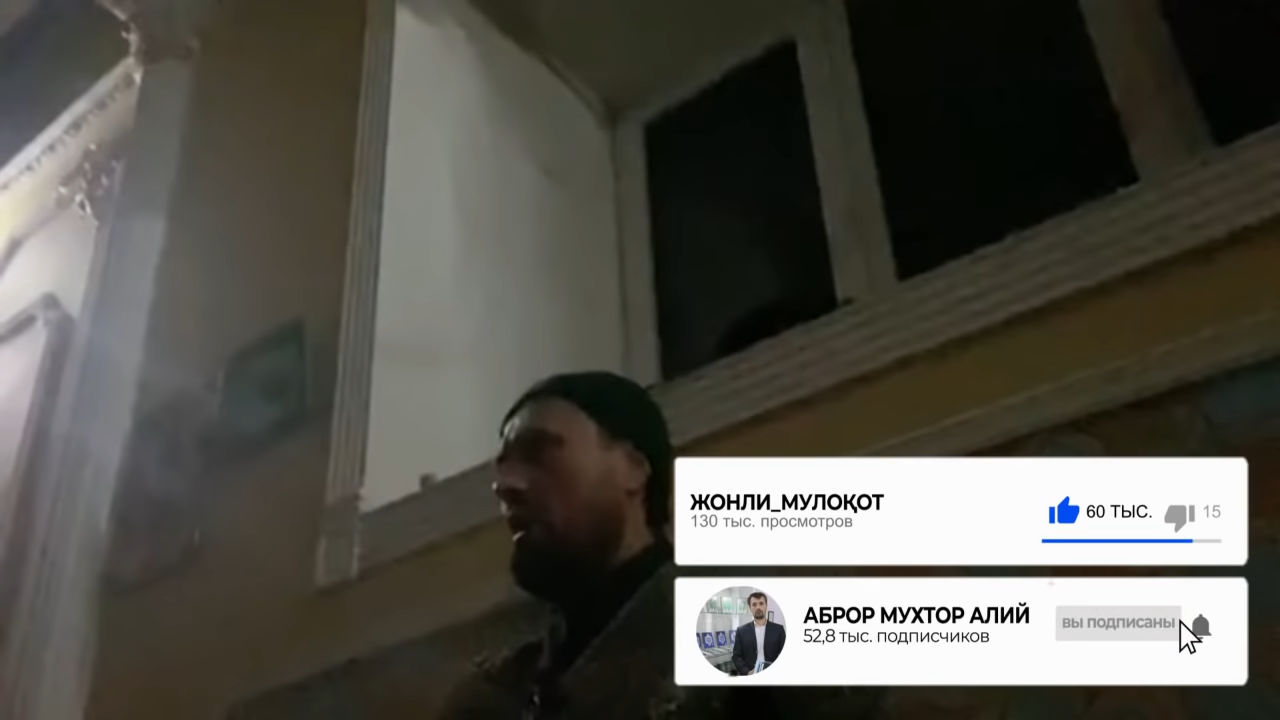 ЖОНЛИ_МУЛОҚОТ
130 тыс. просмотров
60 ТЫС.
15
АБРОР МУХТОР АЛИЙ
52,8 тыс. подписчиков
ВЫ ПОДПИСАНЫ